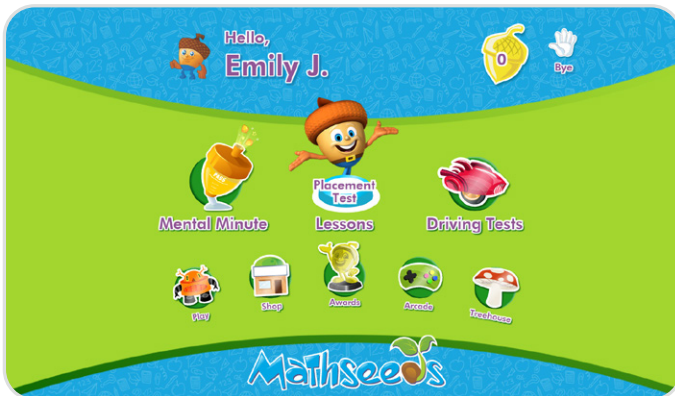 Hello,
Emily J.
0
Bye
Placement
Test
Mental Minute
Lessons
Driving Tests
Play
Shop
Awards
Arcade
Treehouse
Mathseeds